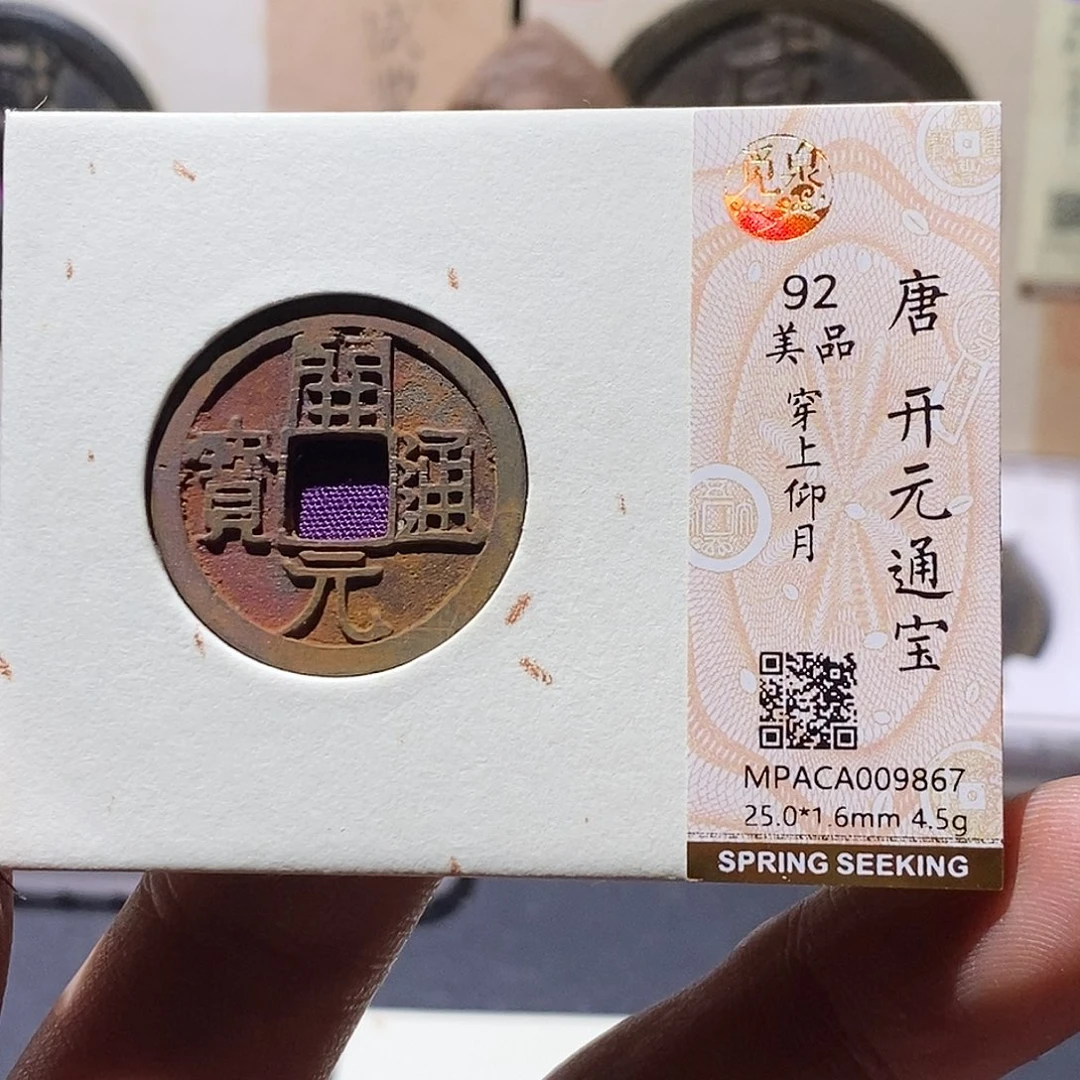 開
元
通
寳
覓泉
唐 开元通宝
92
美品
穿上仰月
MPACA009867
25.0*1.6mm 4.5g
SPRING SEEKING